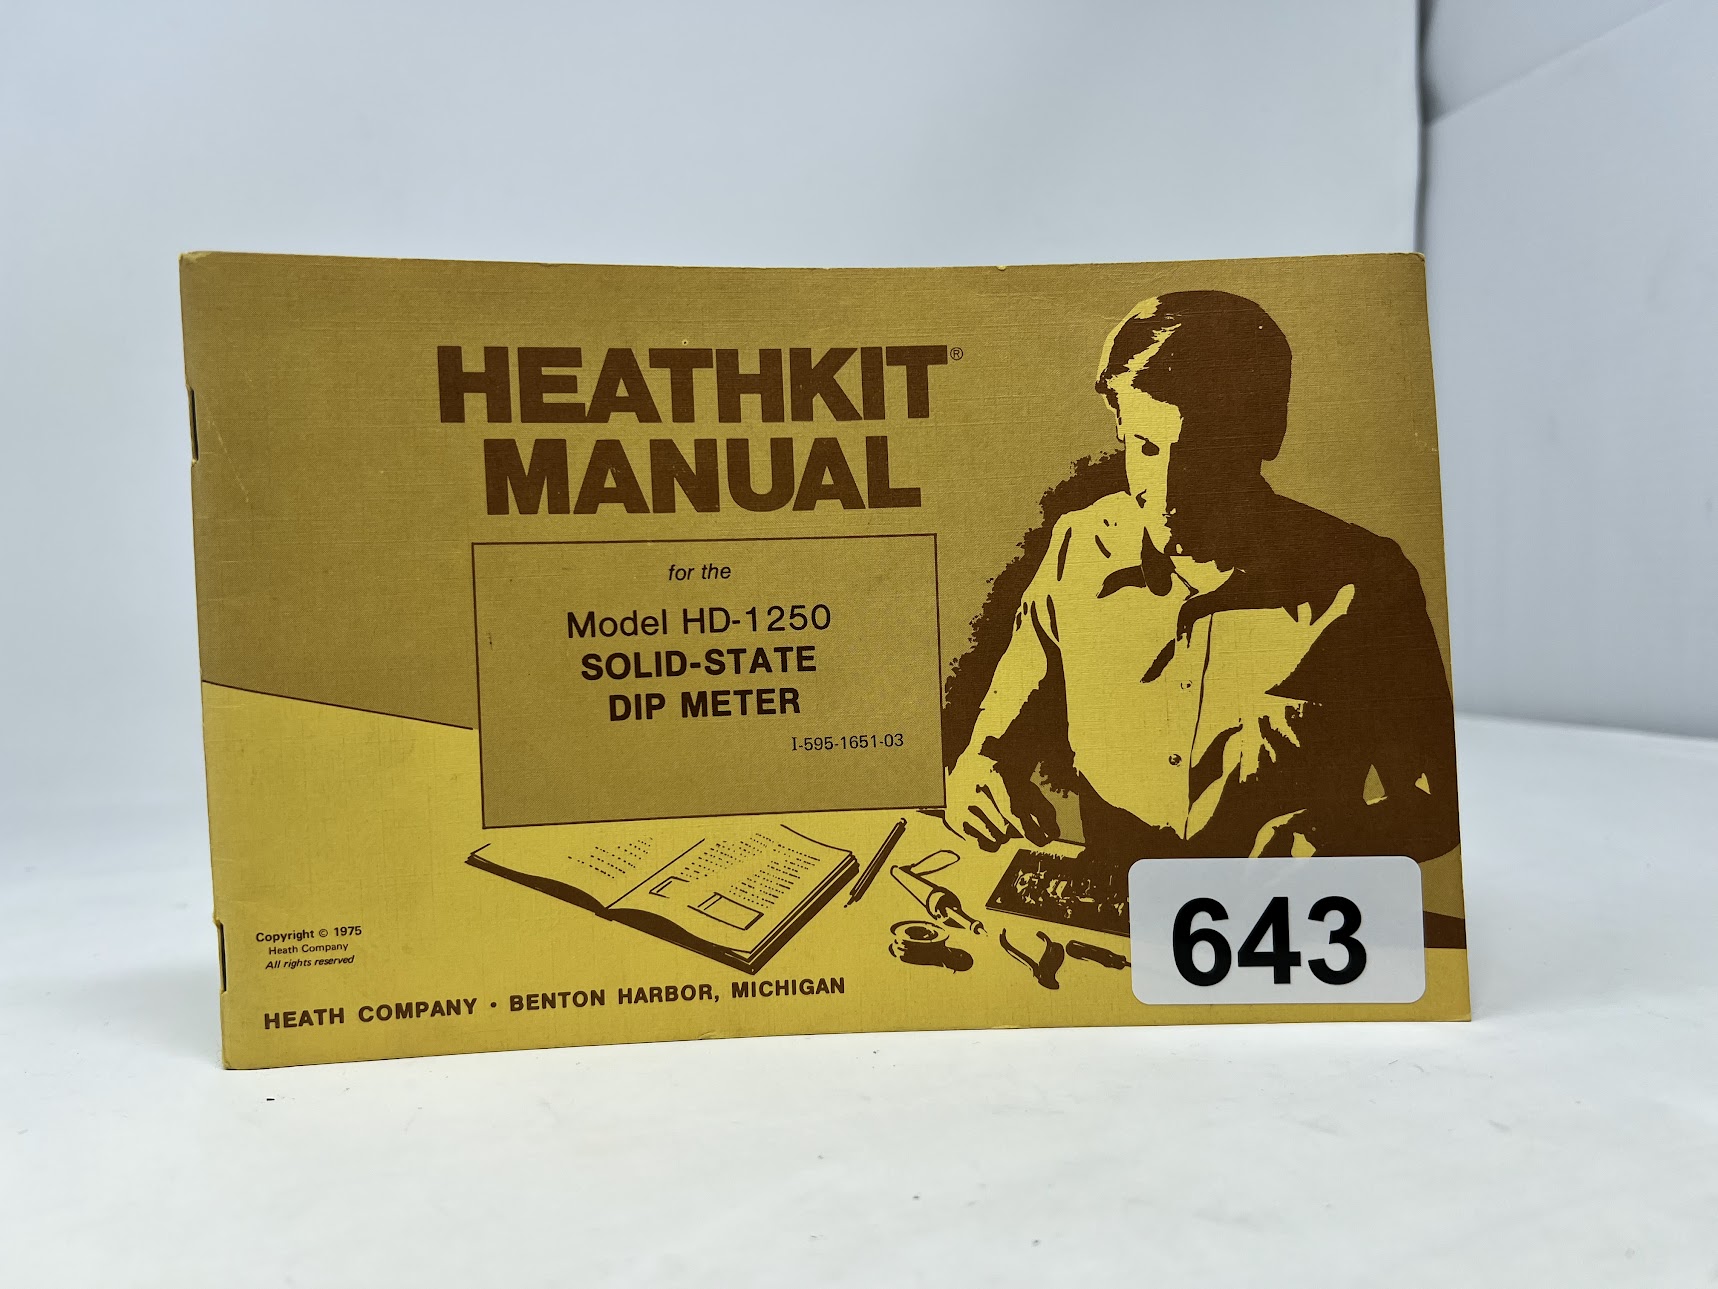 HEATHKIT®
MANUAL
for the
Model HD-1250
SOLID-STATE
DIP METER
I-595-1651-03
Copyright © 1975
Heath Company
All rights reserved
HEATH COMPANY • BENTON HARBOR, MICHIGAN
643